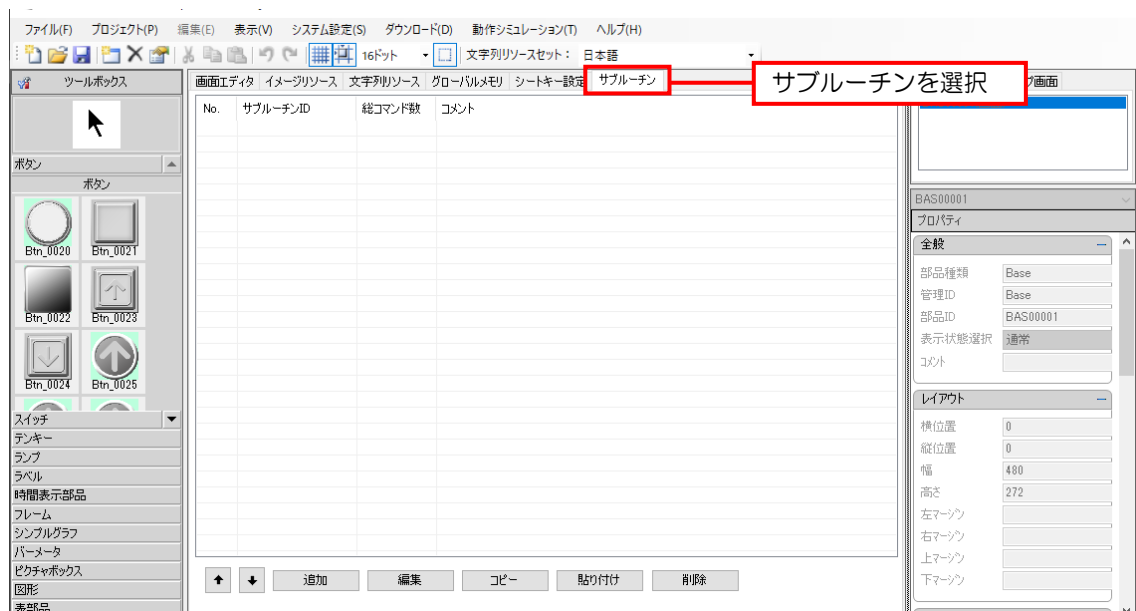 ファイル(F) プロジェクト(P) 編集(E) 表示(V) システム設定(S) ダウンロード(D) 動作シミュレーション(T) ヘルプ(H)
16ドット 文字列リソースセット： 日本語
ツールボックス
画面エディタ イメージリソース 文字列リソース グローバルメモリ シートキー設定 サブルーチン
サブルーチンを選択
画面
No. サブルーチンID 総コマンド数 コメント
ボタン
ボタン
Btn_0020 Btn_0021
Btn_0022 Btn_0023
Btn_0024 Btn_0025
スイッチ
テンキー
ランプ
ラベル
時間表示部品
フレーム
シンプルグラフ
バーメータ
ピクチャボックス
図形
表部品
追加 編集 コピー 貼り付け 削除
BAS00001
プロパティ
全般
部品種類 Base
管理ID Base
部品ID BAS00001
表示状態選択 通常
コメント
レイアウト
横位置 0
縦位置 0
幅 480
高さ 272
左マージン
右マージン
上マージン
下マージン